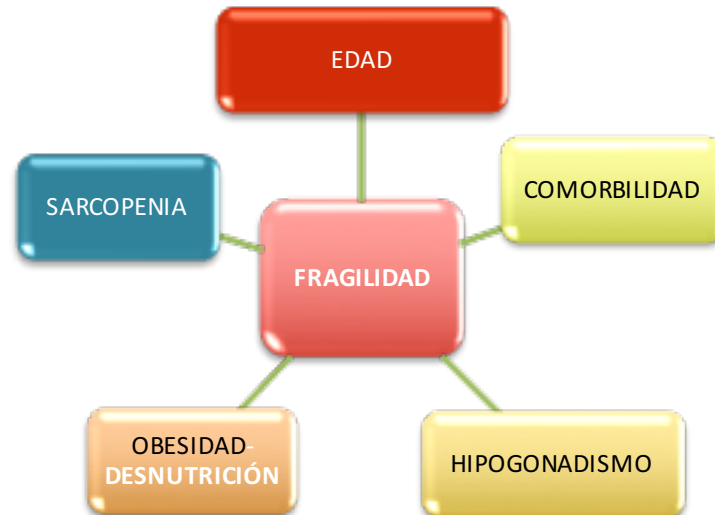 EDAD
SARCOPENIA
COMORBILIDAD
FRAGILIDAD
OBESIDAD-
DESNUTRICIÓN
HIPOGONADISMO